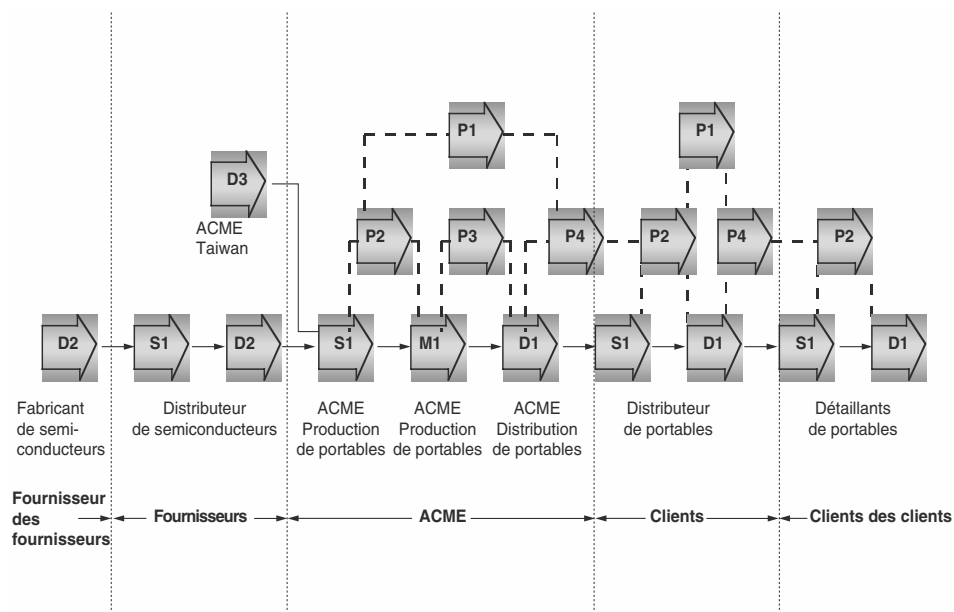 P1
P1
D3
ACME
Taiwan
P2
P3
P4
P2
P4
P2
D2
S1
D2
S1
M1
D1
S1
D1
S1
D1
Fabricant
de semi-
conducteurs
Distributeur
de semiconducteurs
ACME
Production
de portables
ACME
Production
de portables
ACME
Distribution
de portables
Distributeur
de portables
Détaillants
de portables
Fournisseur
des
fournisseurs
Fournisseurs
ACME
Clients
Clients des clients